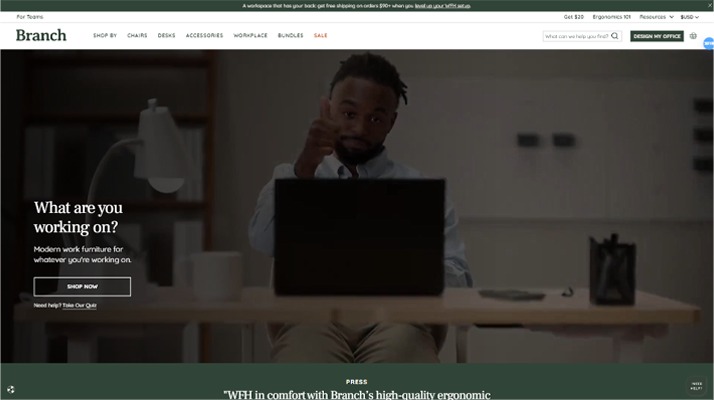 A workspace that has your back: get free shipping on orders $90+ when you level up your WFH setup.
For Teams
Get $20
Ergonomics 101
Resources
$USD
Branch
SHOP BY
CHAIRS
DESKS
ACCESSORIES
WORKPLACE
BUNDLES
SALE
What can we help you find?
DESIGN MY OFFICE
What are you
working on?
Modern work furniture for
whatever you're working on.
SHOP NOW
Need help? Take Our Quiz
PRESS
"WFH in comfort with Branch's high-quality ergonomic
NEED
HELP?